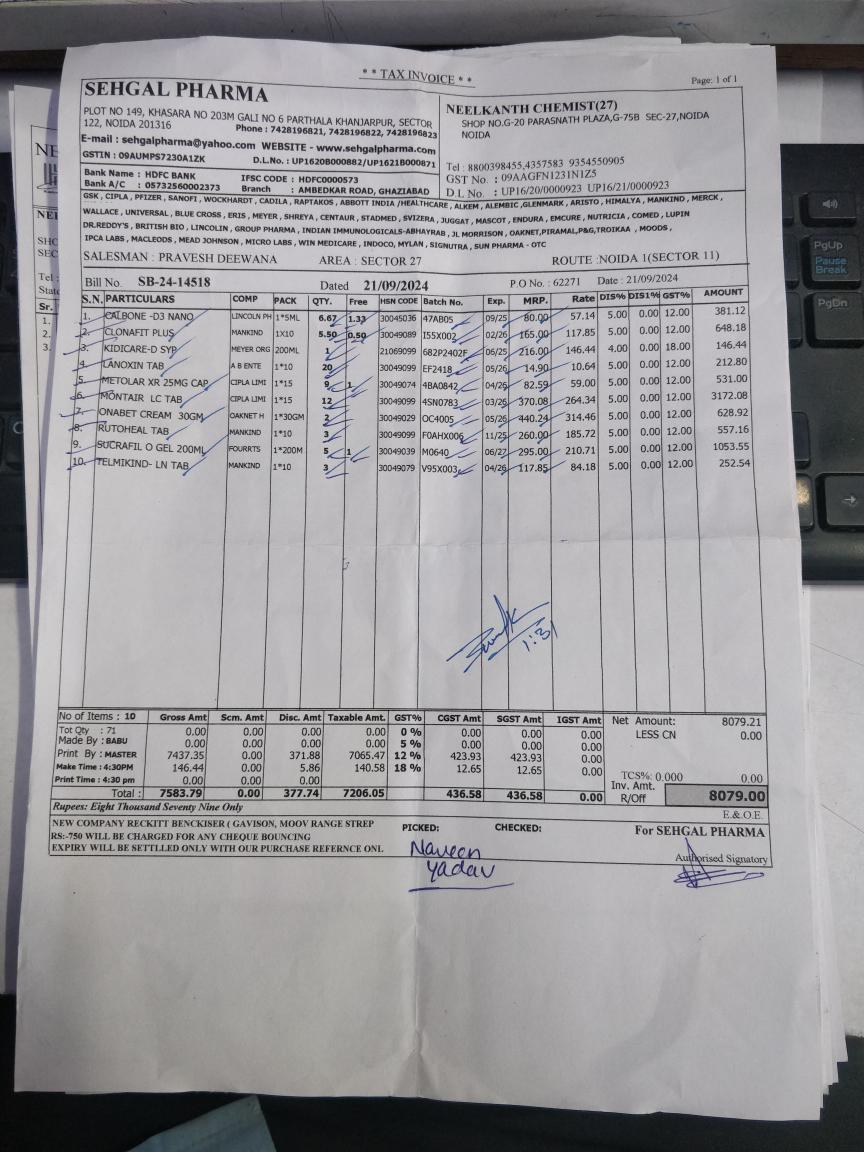 * * TAX INVOICE * *
Page: 1 of 1
SEHGAL PHARMA
PLOT NO 149, KHASARA NO 203M GALI NO 6 PARTHALA KHANJARPUR, SECTOR
122, NOIDA 201316
Phone : 7428196821, 7428196822, 7428196823
E-mail : sehgalpharma@yahoo.com WEBSITE - www.sehgalpharma.com
GSTIN : 09AUMPS7230A1ZK D.L.No. : UP1620B000882/UP1621B000871
Bank Name : HDFC BANK IFSC CODE : HDFC0000573
Bank A/C : 05732560002373 Branch : AMBEDKAR ROAD, GHAZIABAD
NEELKANTH CHEMIST(27)
SHOP NO.G-20 PARASNATH PLAZA,G-75B SEC-27,NOIDA
NOIDA
Tel : 8800398455,4357583 9354550905
GST No. : 09AAGFN1231N1Z5
D.L No. : UP16/20/0000923 UP16/21/0000923
GSK , CIPLA , PFIZER , SANOFI , WOCKHARDT , CADILA , RAPTAKOS , ABBOTT INDIA /HEALTHCARE , ALKEM , ALEMBIC ,GLENMARK , ARISTO , HIMALYA , MANKIND , MERCK ,
WALLACE , UNIVERSAL , BLUE CROSS , ERIS , MEYER , SHREYA , CENTAUR , STADMED , SVIZERA , JUGGAT , MASCOT , ENDURA , EMCURE , NUTRICIA , COMED , LUPIN
DR.REDDY'S , BRITISH BIO , LINCOLIN , GROUP PHARMA , INDIAN IMMUNOLOGICALS-ABHAYRAB , JL MORRISON , OAKNET,PIRAMAL,P&G,TROIKAA , MOODS ,
IPCA LABS , MACLEODS , MEAD JOHNSON , MICRO LABS , WIN MEDICARE , INDOCO, MYLAN , SIGNUTRA , SUN PHARMA - OTC
SALESMAN : PRAVESH DEEWANA AREA : SECTOR 27 ROUTE :NOIDA 1(SECTOR 11)
Bill No. SB-24-14518 Dated 21/09/2024 P.O No. : 62271 Date : 21/09/2024
S.N. PARTICULARS COMP PACK QTY. Free HSN CODE Batch No. Exp. MRP. Rate DIS% DIS1% GST% AMOUNT
1. CALBONE -D3 NANO LINCOLN PH 1*5ML 6.67 1.33 30045036 47AB05 09/25 80.00 57.14 5.00 0.00 12.00 381.12
2. CLONAFIT PLUS MANKIND 1X10 5.50 0.50 30049089 I55X002 02/26 165.00 117.85 5.00 0.00 12.00 648.18
3. KIDICARE-D SYP MEYER ORG 200ML 1 21069099 682P2402F 06/25 216.00 146.44 4.00 0.00 18.00 146.44
4. LANOXIN TAB A B ENTE 1*10 20 30049099 EF2418 05/26 14.90 10.64 5.00 0.00 12.00 212.80
5. METOLAR XR 25MG CAP CIPLA LIMI 1*15 9 1 30049074 4BA0842 04/26 82.59 59.00 5.00 0.00 12.00 531.00
6. MONTAIR LC TAB CIPLA LIMI 1*15 12 30049099 4SN0783 03/26 370.08 264.34 5.00 0.00 12.00 3172.08
7. ONABET CREAM 30GM OAKNET H 1*30GM 2 30049029 OC4005 05/26 440.24 314.46 5.00 0.00 12.00 628.92
8. RUTOHEAL TAB MANKIND 1*10 3 30049099 F0AHX006 11/25 260.00 185.72 5.00 0.00 12.00 557.16
9. SUCRAFIL O GEL 200ML FOURRTS 1*200M 5 1 30049039 M0640 06/27 295.00 210.71 5.00 0.00 12.00 1053.55
10. TELMIKIND- LN TAB MANKIND 1*10 3 30049079 V95X003 04/26 117.85 84.18 5.00 0.00 12.00 252.54
1:31
No of Items : 10 Gross Amt Scm. Amt Disc. Amt Taxable Amt. GST% CGST Amt SGST Amt IGST Amt Net Amount: 8079.21
Tot Qty : 71 0.00 0.00 0.00 0.00 0 % 0.00 0.00 0.00 LESS CN 0.00
Made By : BABU 0.00 0.00 0.00 0.00 5 % 0.00 0.00 0.00
Print By : MASTER 7437.35 0.00 371.88 7065.47 12 % 423.93 423.93 0.00
Make Time : 4:30PM 146.44 0.00 5.86 140.58 18 % 12.65 12.65 0.00 TCS%: 0.000 0.00
Print Time : 4:30 pm 0.00 0.00 0.00
Total : 7583.79 0.00 377.74 7206.05 436.58 436.58 0.00
Inv. Amt.
R/Off 8079.00
Rupees: Eight Thousand Seventy Nine Only
E.& O.E.
NEW COMPANY RECKITT BENCKISER ( GAVISON, MOOV RANGE STREP
RS:-750 WILL BE CHARGED FOR ANY CHEQUE BOUNCING
EXPIRY WILL BE SETTLLED ONLY WITH OUR PURCHASE REFERNCE ONL
PICKED: CHECKED:
Naveen
Yadav
For SEHGAL PHARMA
Authorised Signatory
PgUp
Pause
Break
PgDn